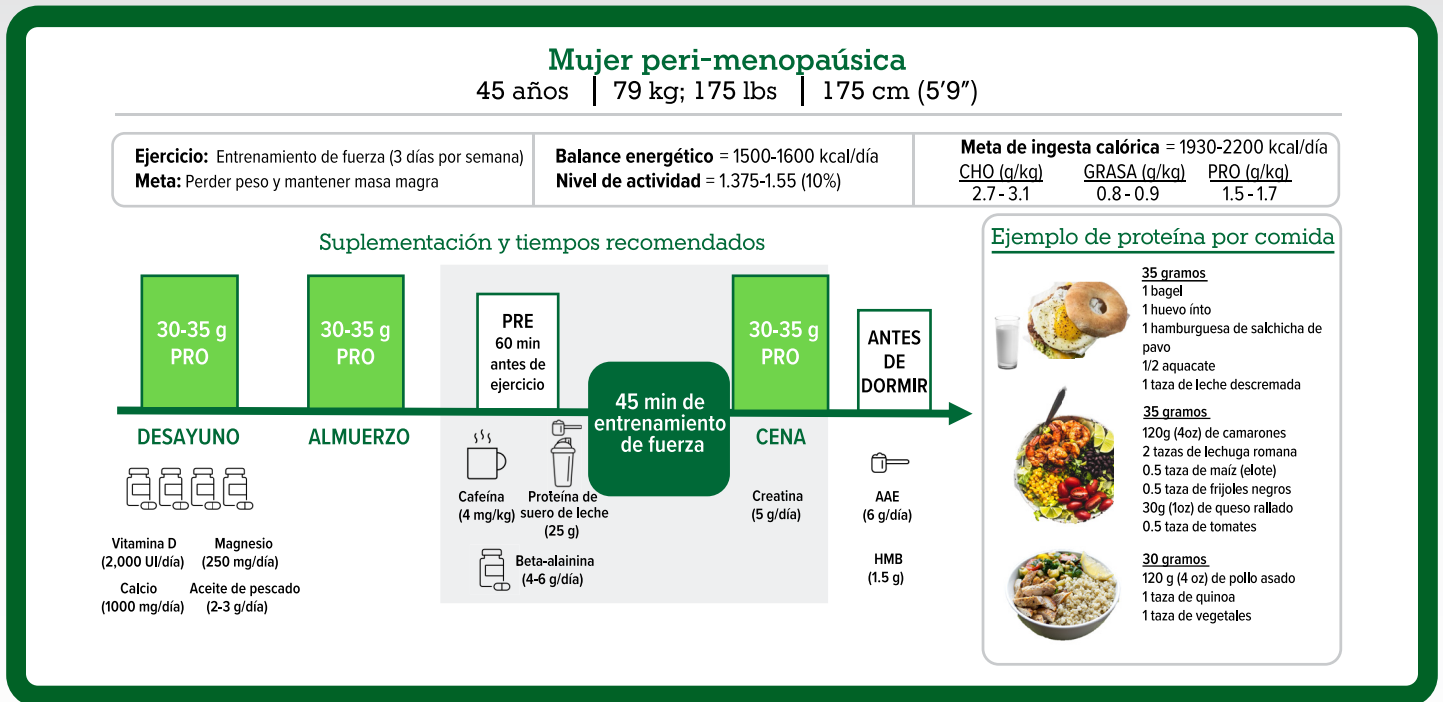 Mujer peri-menopaúsica
45 años | 79 kg; 175 lbs | 175 cm (5'9")
Ejercicio: Entrenamiento de fuerza (3 días por semana)
Meta: Perder peso y mantener masa magra
Balance energético = 1500-1600 kcal/día
Nivel de actividad = 1.375-1.55 (10%)
Meta de ingesta calórica = 1930-2200 kcal/día
CHO (g/kg) GRASA (g/kg) PRO (g/kg)
2.7 - 3.1 0.8 - 0.9 1.5 - 1.7
Suplementación y tiempos recomendados
30-35 g
PRO
DESAYUNO
Vitamina D
(2,000 UI/día)
Magnesio
(250 mg/día)
Calcio
(1000 mg/día)
Aceite de pescado
(2-3 g/día)
30-35 g
PRO
ALMUERZO
PRE
60 min
antes de
ejercicio
Cafeína
(4 mg/kg)
Proteína de
suero de leche
(25 g)
Beta-alainina
(4-6 g/día)
45 min de
entrenamiento
de fuerza
30-35 g
PRO
CENA
Creatina
(5 g/día)
ANTES
DE
DORMIR
AAE
(6 g/día)
HMB
(1.5 g)
Ejemplo de proteína por comida
35 gramos
1 bagel
1 huevo ínto
1 hamburguesa de salchicha de
pavo
1/2 aquacate
1 taza de leche descremada
35 gramos
120g (4oz) de camarones
2 tazas de lechuga romana
0.5 taza de maíz (elote)
0.5 taza de frijoles negros
30g (1oz) de queso rallado
0.5 taza de tomates
30 gramos
120 g (4 oz) de pollo asado
1 taza de quinoa
1 taza de vegetales